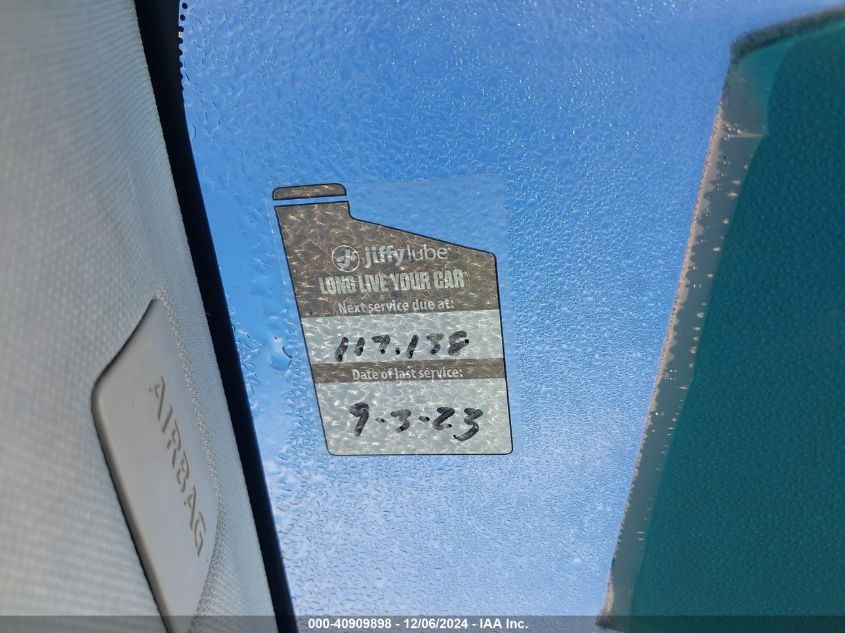 jiffylube
LONG LIVE YOUR CAR
Next service due at:
117.138
Date of last service:
9-3-23
AIRBAG
000-40909898 - 12/06/2024 - IAA Inc.